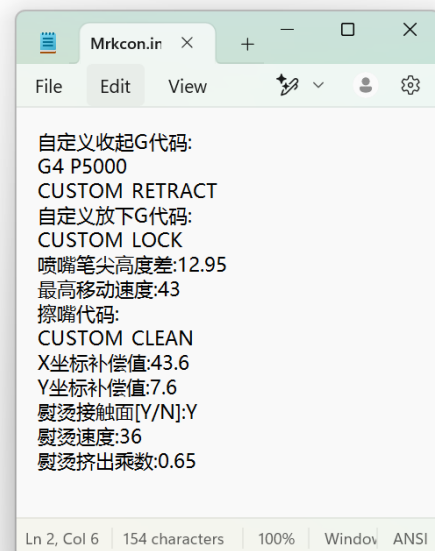 Mrkcon.in
File Edit View
自定义收起G代码:
G4 P5000
CUSTOM RETRACT
自定义放下G代码:
CUSTOM LOCK
喷嘴笔尖高度差:12.95
最高移动速度:43
擦嘴代码:
CUSTOM CLEAN
X坐标补偿值:43.6
Y坐标补偿值:7.6
熨烫接触面[Y/N]:Y
熨烫速度:36
熨烫挤出乘数:0.65
Ln 2, Col 6 154 characters 100% Window ANSI